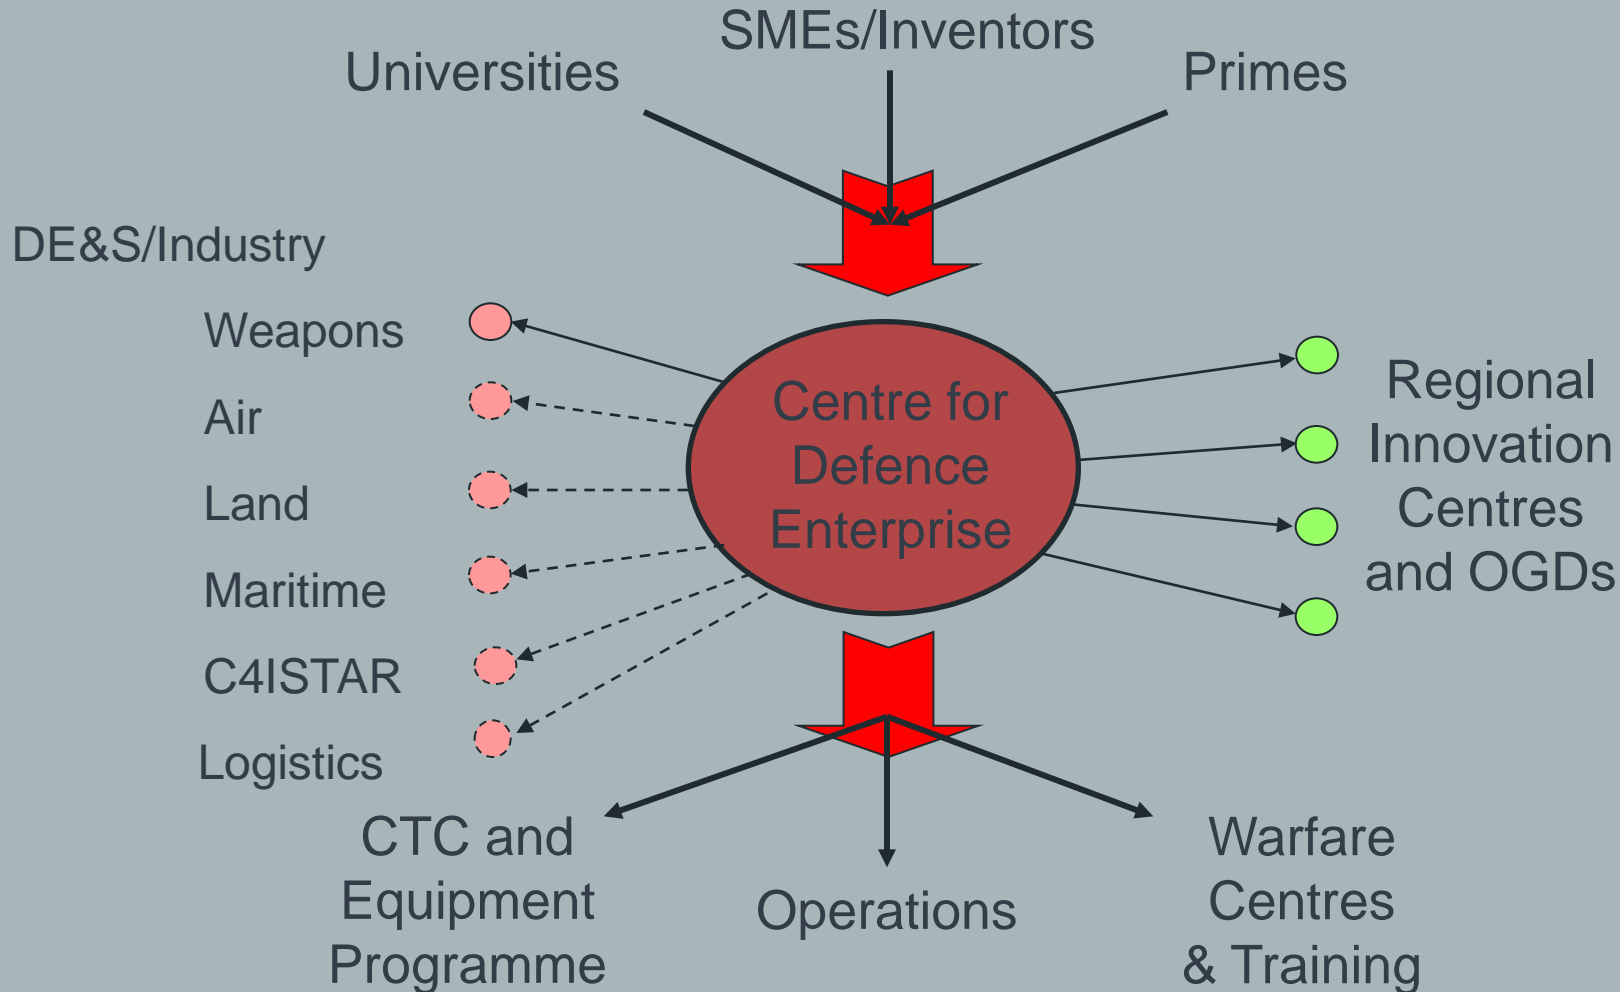 SMEs/Inventors
Universities
Primes
DE&S/Industry
Weapons
Air
Land
Maritime
C4ISTAR
Logistics
Centre for
Defence
Enterprise
Regional
Innovation
Centres
and OGDs
CTC and
Equipment
Programme
Operations
Warfare
Centres
& Training